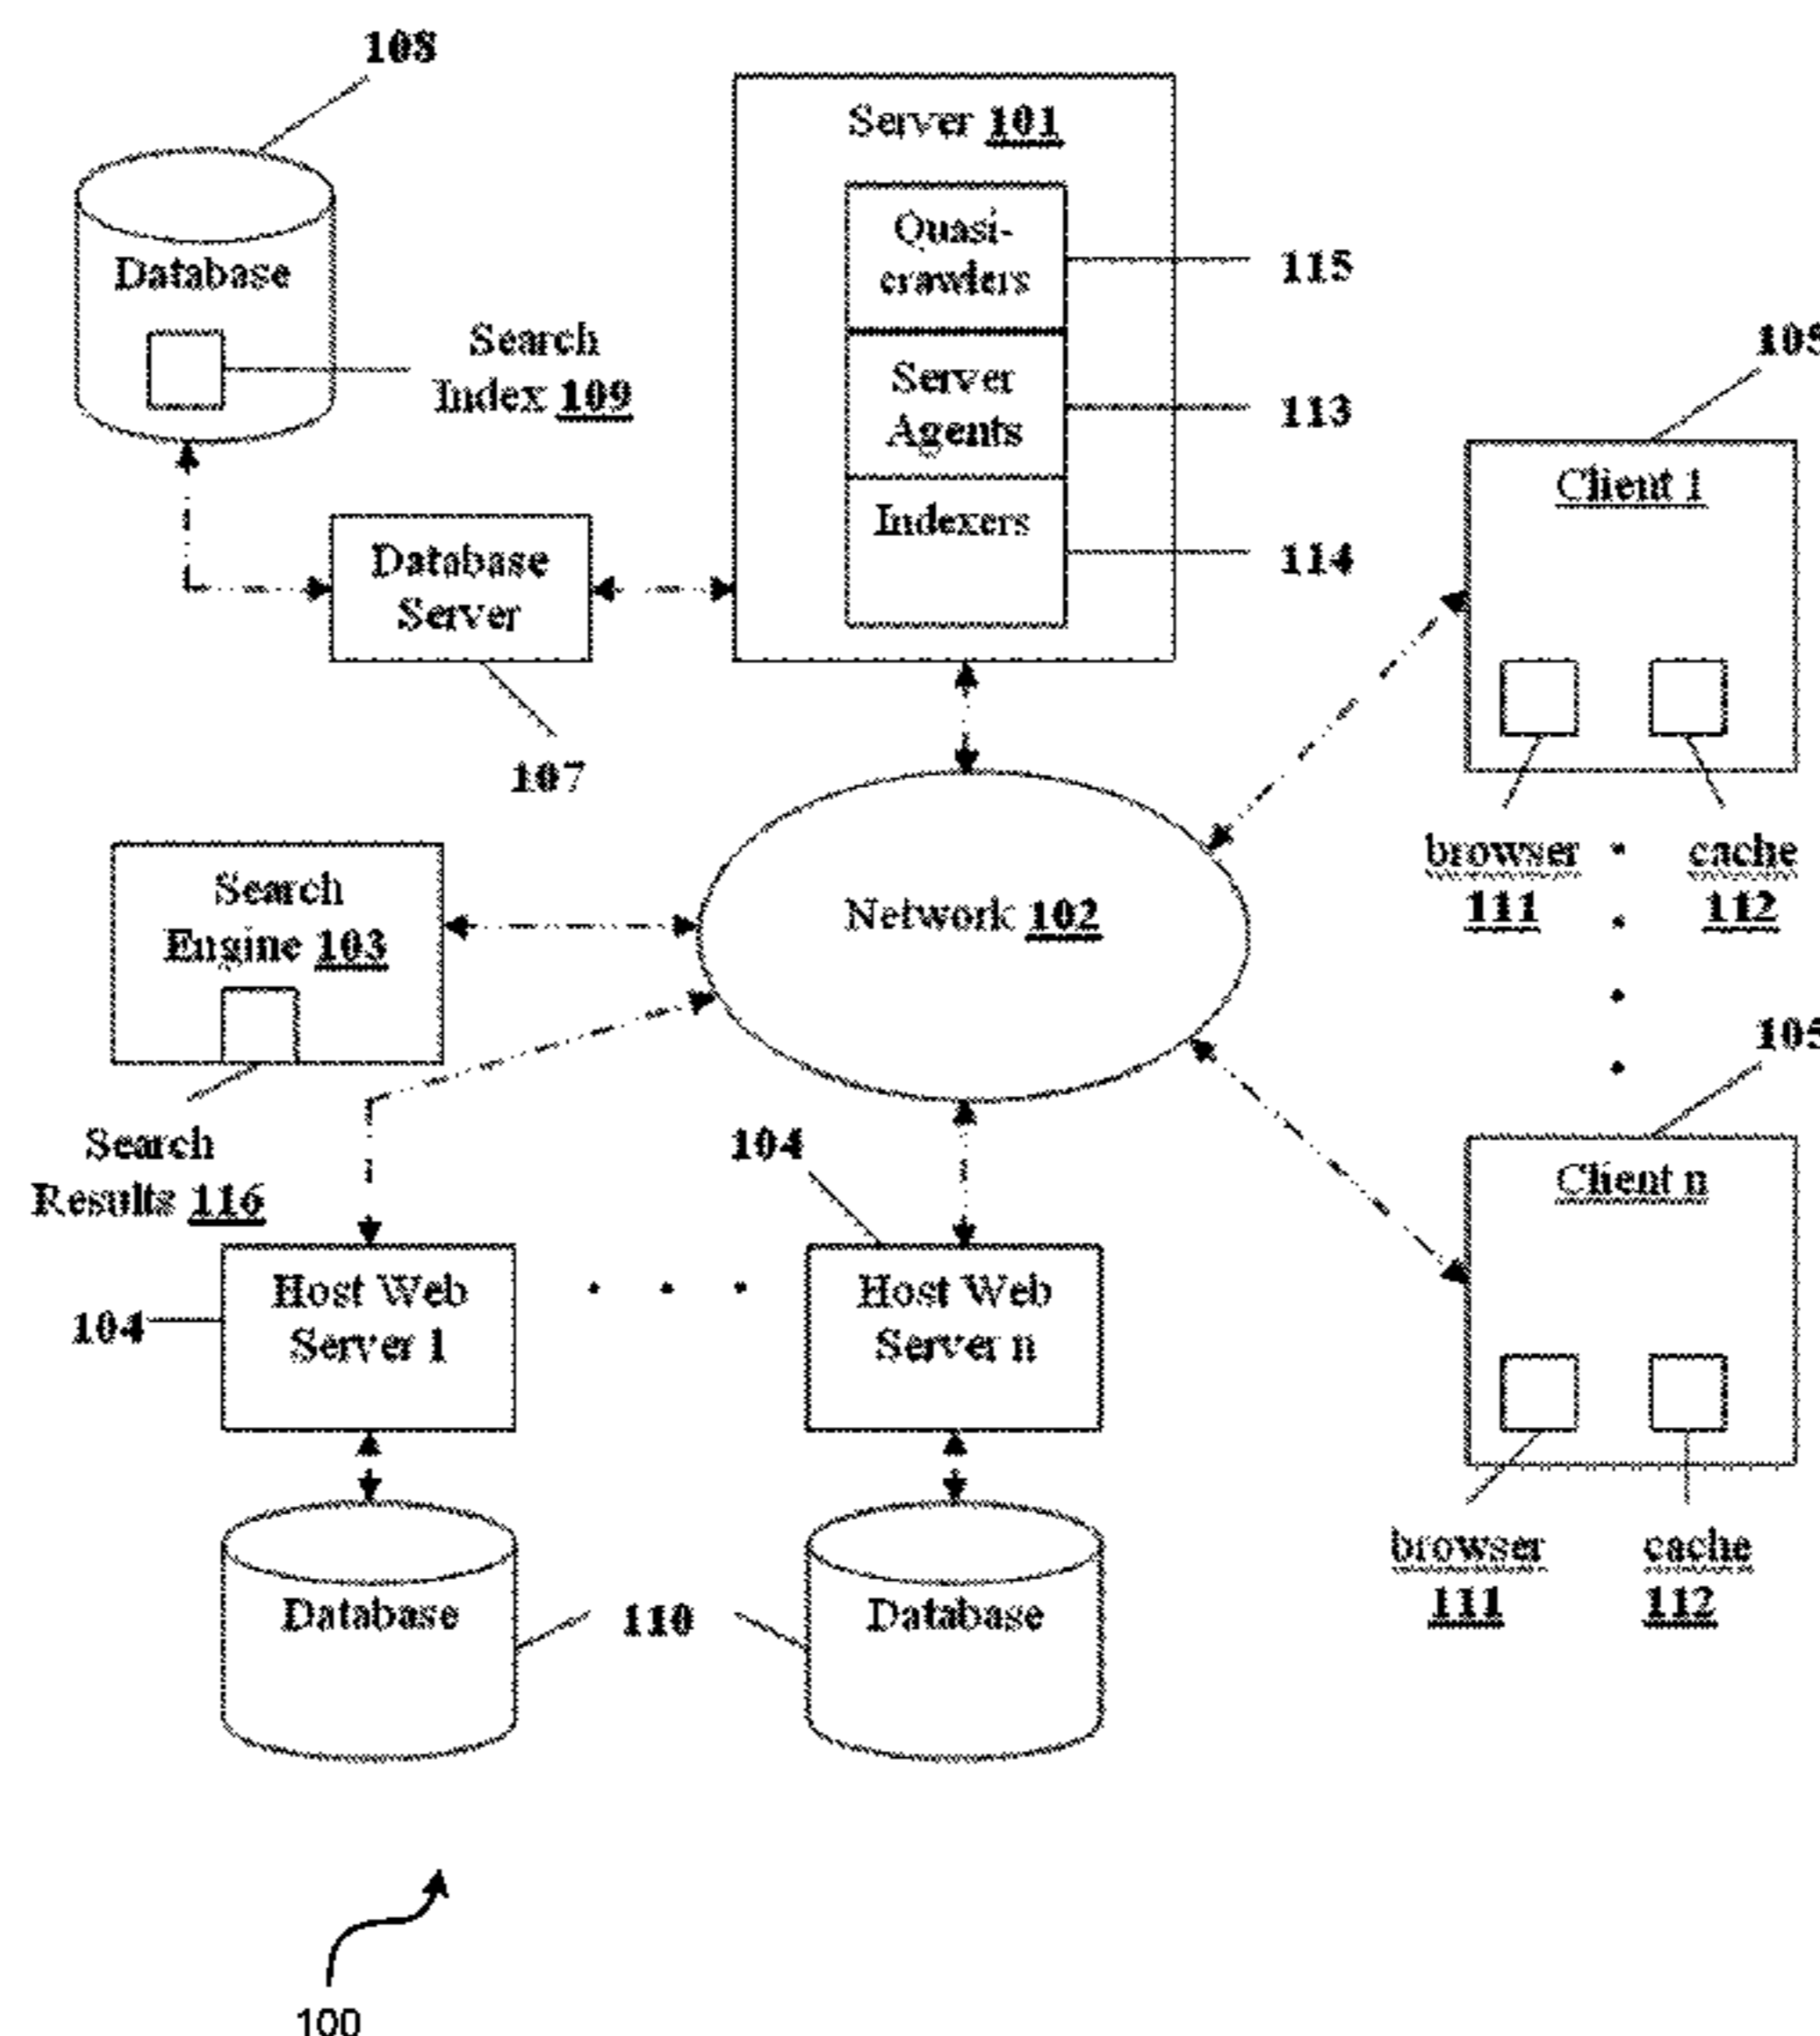 108
Server 101
Quasi-
crawlers
115
Database
Search
Index 109
Server
Agents
113
Indexers
114
105
Client 1
Database
Server
107
browser
111
cache
112
Search
Engine 103
Network 102
Search
Results 116
104
105
Client n
104
Host Web
Server 1
Host Web
Server n
browser
111
cache
112
Database
110
Database
100